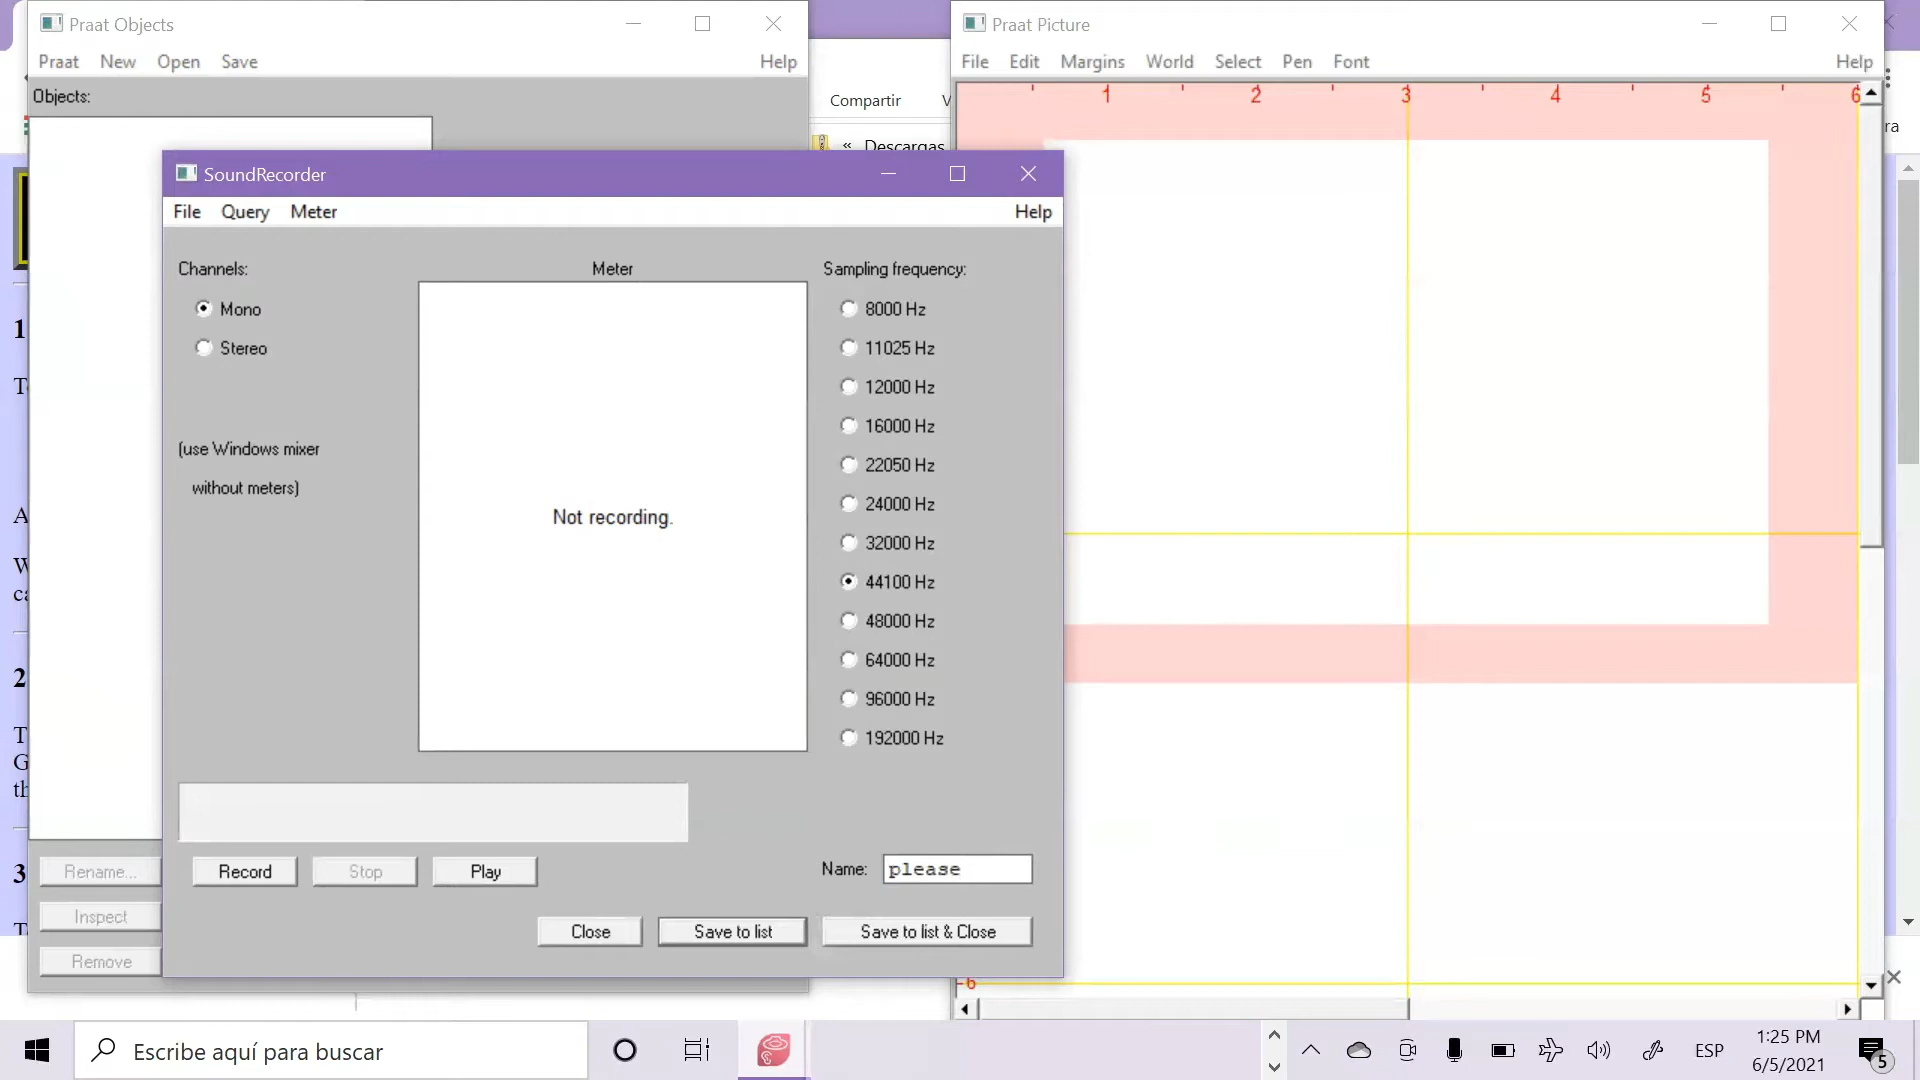 Praat Objects
Praat New Open Save Help
Objects:
Compartir
Descargas
Praat Picture
File Edit Margins World Select Pen Font Help
1 2 3 4 5 6
-6
SoundRecorder
File Query Meter Help
Channels:
Mono
Stereo
(use Windows mixer
without meters)
Meter
Not recording.
Sampling frequency:
8000 Hz
11025 Hz
12000 Hz
16000 Hz
22050 Hz
24000 Hz
32000 Hz
44100 Hz
48000 Hz
64000 Hz
96000 Hz
192000 Hz
Record Stop Play
Name: please
Close Save to list Save to list & Close
Rename...
Inspect
Remove
1
2
3
Escribe aquí para buscar
ESP
1:25 PM
6/5/2021
5